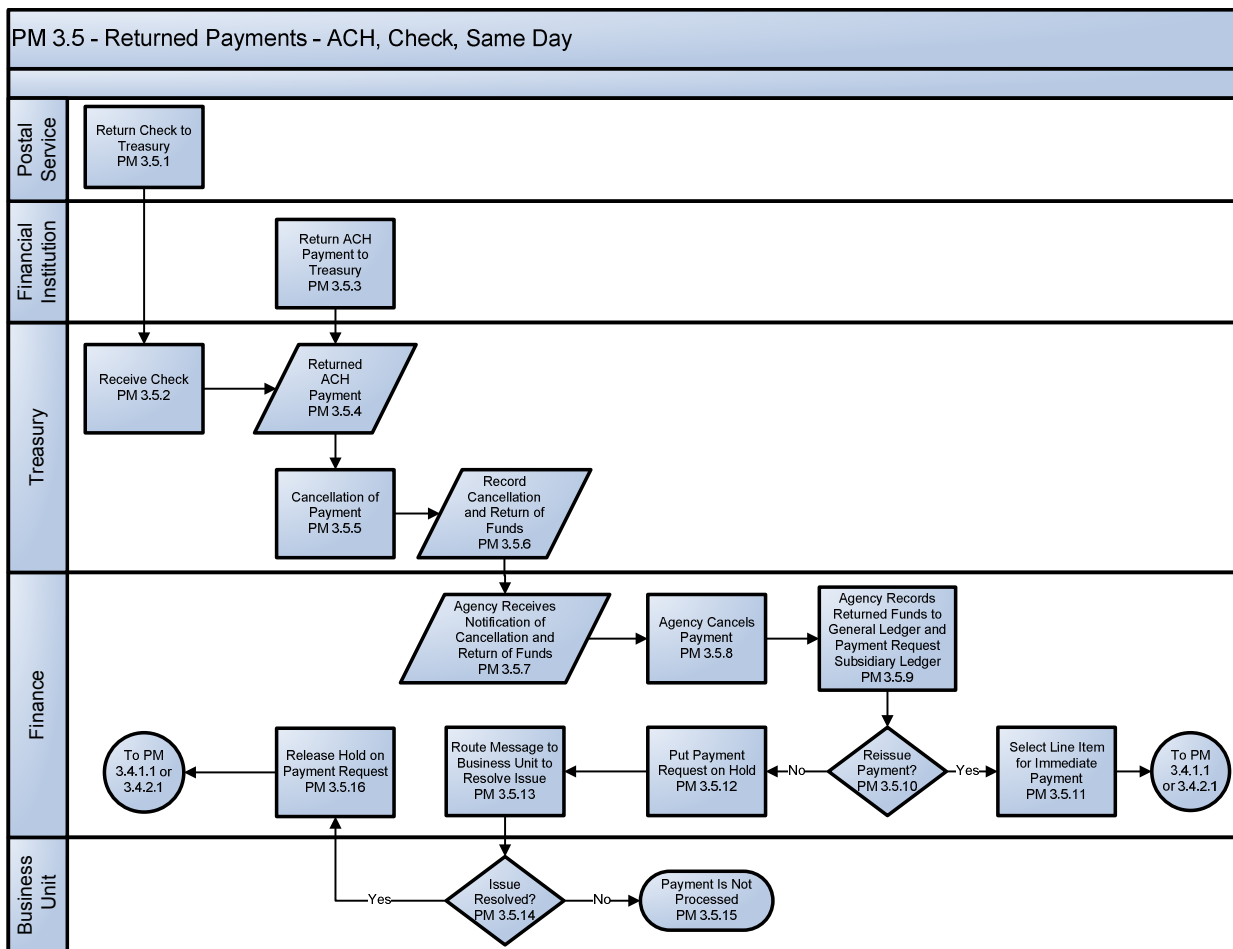 PM 3.5 - Returned Payments - ACH, Check, Same Day
Postal
Service
Return Check to
Treasury
PM 3.5.1
Financial
Institution
Return ACH
Payment to
Treasury
PM 3.5.3
Treasury
Receive Check
PM 3.5.2
Returned
ACH
Payment
PM 3.5.4
Cancellation of
Payment
PM 3.5.5
Record
Cancellation
and Return of
Funds
PM 3.5.6
Finance
Agency Receives
Notification of
Cancellation and
Return of Funds
PM 3.5.7
Agency Cancels
Payment
PM 3.5.8
Agency Records
Returned Funds to
General Ledger and
Payment Request
Subsidiary Ledger
PM 3.5.9
To PM
3.4.1.1 or
3.4.2.1
Release Hold on
Payment Request
PM 3.5.16
Route Message to
Business Unit to
Resolve Issue
PM 3.5.13
Put Payment
Request on Hold
PM 3.5.12
No
Reissue
Payment?
PM 3.5.10
Yes
Select Line Item
for Immediate
Payment
PM 3.5.11
To PM
3.4.1.1
or 3.4.2.1
Business
Unit
Yes
Issue
Resolved?
PM 3.5.14
No
Payment Is Not
Processed
PM 3.5.15